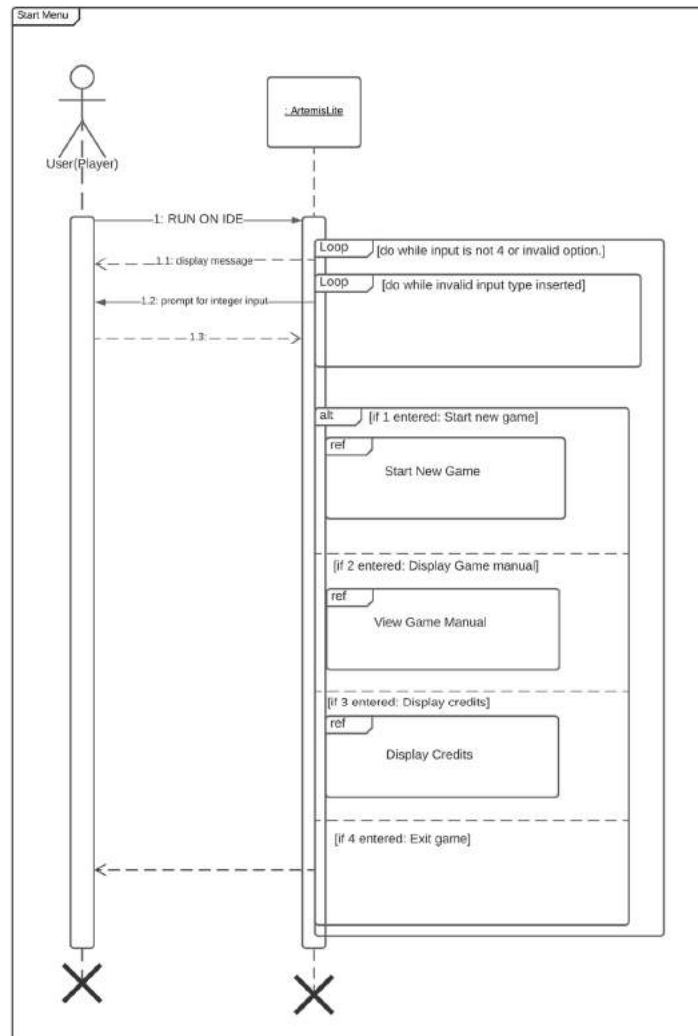 Start Menu
: ArtemisLite
User(Player)
1: RUN ON IDE
Loop
[do while input is not 4 or invalid option.]
1.1: display message
Loop
[do while invalid input type inserted]
1.2: prompt for integer input
1.3:
alt
[if 1 entered: Start new game]
ref
Start New Game
[if 2 entered: Display Game manual]
ref
View Game Manual
[if 3 entered: Display credits]
ref
Display Credits
[if 4 entered: Exit game]